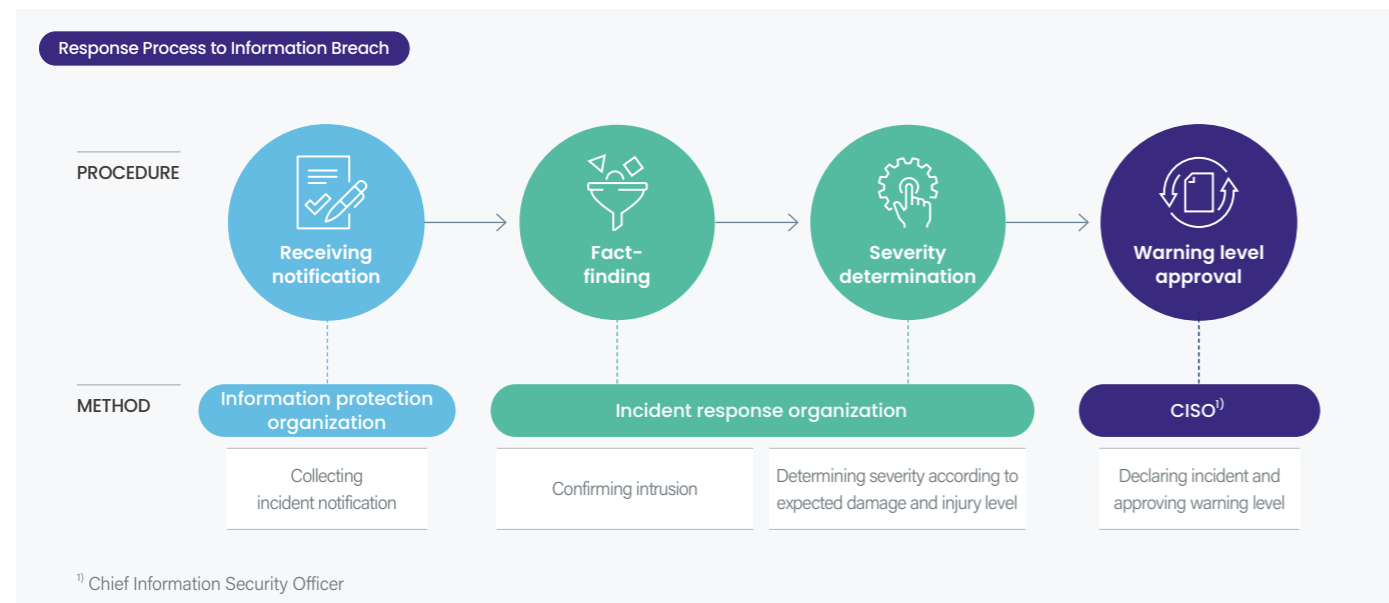 Response Process to Information Breach
PROCEDURE
Receiving
notification
Fact-
finding
Severity
determination
Warning level
approval
METHOD
Information protection
organization
Incident response organization
CISO1)
Collecting
incident notification
Confirming intrusion
Determining severity according to
expected damage and injury level
Declaring incident and
approving warning level
1) Chief Information Security Officer